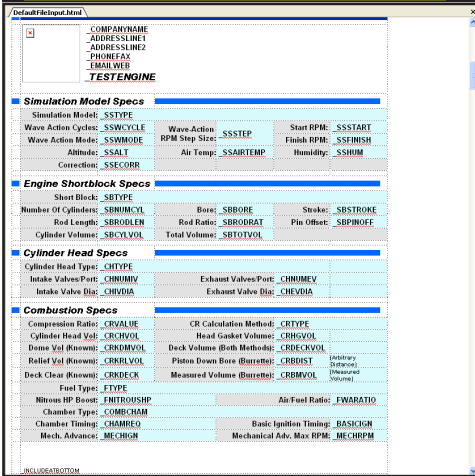 DefaultFileInput.html
_COMPANYNAME
_ADDRESSLINE1
_ADDRESSLINE2
_PHONEFAX
_EMAILWEB
_TESTENGINE
Simulation Model Specs
Simulation Model: _SSTYPE
Wave Action Cycles: _SSWCYCLE Wave-Action RPM Step Size: _SSSTEP Start RPM: _SSSTART
Wave Action Mode: _SSWMODE Finish RPM: _SSFINISH
Altitude: _SSALT Air Temp: _SSAIRTEMP Humidity: _SSHUM
Correction: _SSECORR
Engine Shortblock Specs
Short Block: _SBTYPE
Number Of Cylinders: _SBNUMCYL Bore: _SBBORE Stroke: _SBSTROKE
Rod Length: _SBRODLEN Rod Ratio: _SBRODRAT Pin Offset: _SBPINOFF
Cylinder Volume: _SBCYLVOL Total Volume: _SBTOTVOL
Cylinder Head Specs
Cylinder Head Type: _CHTYPE
Intake Valves/Port: _CHNUMIV Exhaust Valves/Port: _CHNUMEV
Intake Valve Dia: _CHIVDIA Exhaust Valve Dia: _CHEVDIA
Combustion Specs
Compression Ratio: _CRVALUE CR Calculation Method: _CRTYPE
Cylinder Head Vol: _CRCHVOL Head Gasket Volume: _CRHGVOL
Dome Vol (Known): _CRKDMVOL Deck Volume (Both Methods): _CRDECKVOL
Relief Vol (Known): _CRKRLVOL Piston Down Bore (Burrette): _CRBDIST (Arbitrary Distance)
Deck Clear (Known): _CRKDECK Measured Volume (Burrette): _CRBMVOL (Measured Volume)
Fuel Type: _FTYPE
Nitrous HP Boost: _FNITROUSHP Air/Fuel Ratio: _FWARATIO
Chamber Type: _COMBCHAM
Chamber Timing: _CHAMREQ Basic Ignition Timing: _BASICIGN
Mech. Advance: _MECHIGN Mechanical Adv. Max RPM: _MECHRPM
_INCLUDEATBOTTOM